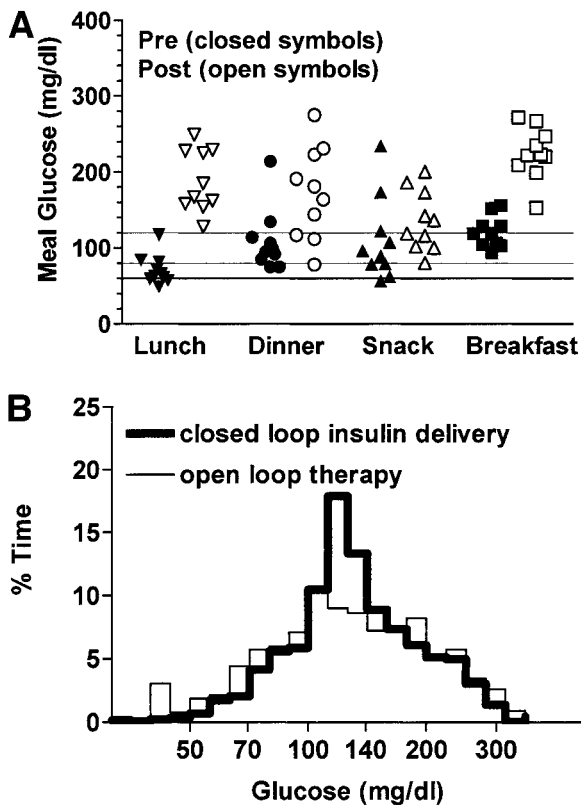 A
Pre (closed symbols)
Post (open symbols)
Meal Glucose (mg/dl)
400
300
200
100
0
Lunch Dinner Snack Breakfast
B
closed loop insulin delivery
open loop therapy
% Time
25
20
15
10
5
0
50 70 100 140 200 300
Glucose (mg/dl)